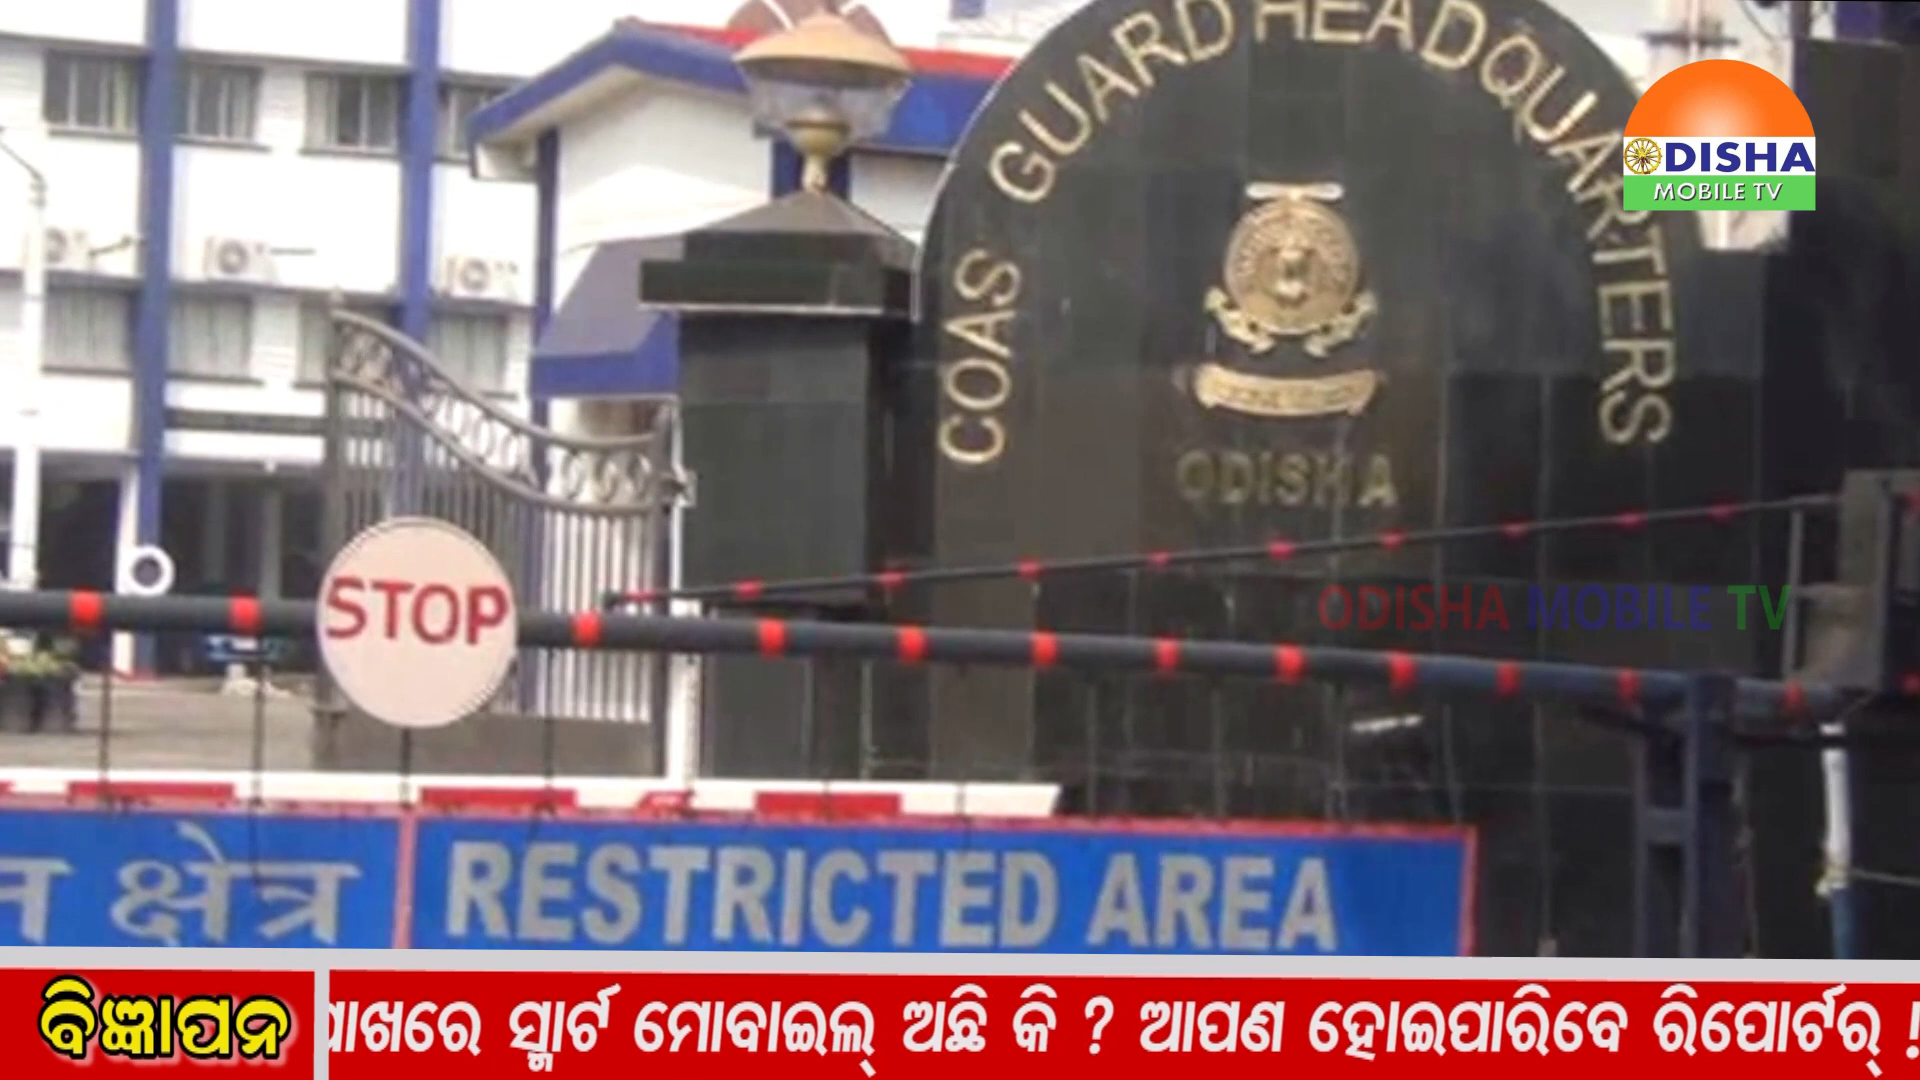 COAS GUARD HEADQUARTERS
ODISHA
ODISHA
MOBILE TV
STOP
ODISHA MOBILE TV
क्षेत्र RESTRICTED AREA
ବିଜ୍ଞାପନ
ପାଖରେ ସ୍ମାର୍ଟ ମୋବାଇଲ୍ ଅଛି କି ? ଆପଣ ହୋଇପାରିବେ ରିପୋର୍ଟର୍ !